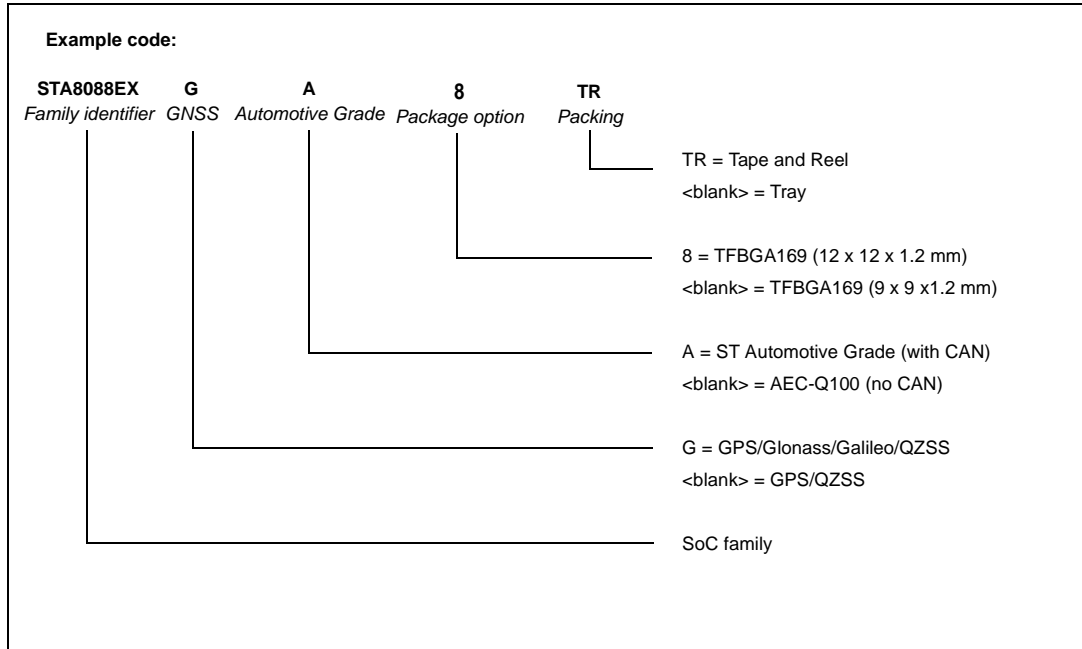 Example code:
STA8088EX G A 8 TR
Family identifier GNSS Automotive Grade Package option Packing
TR = Tape and Reel
<blank> = Tray
8 = TFBGA169 (12 x 12 x 1.2 mm)
<blank> = TFBGA169 (9 x 9 x1.2 mm)
A = ST Automotive Grade (with CAN)
<blank> = AEC-Q100 (no CAN)
G = GPS/Glonass/Galileo/QZSS
<blank> = GPS/QZSS
SoC family